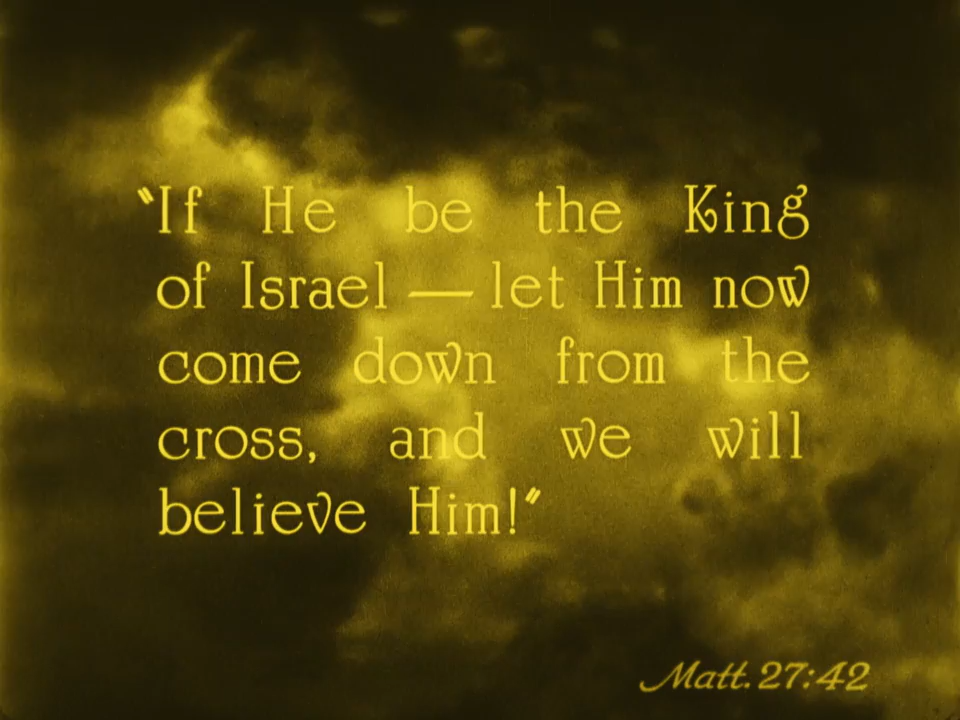 "If He be the King
of Israel — let Him now
come down from the
cross, and we will
believe Him!"
Matt. 27:42